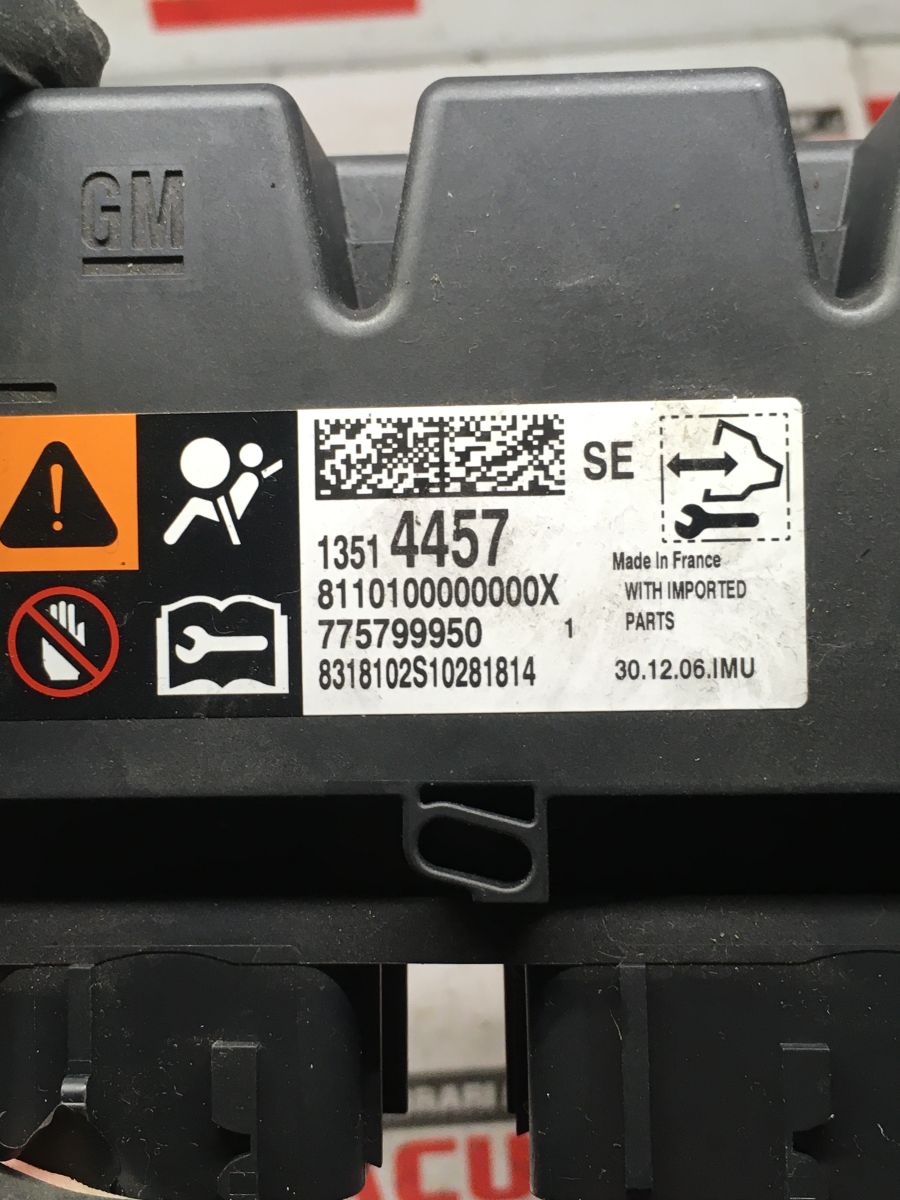 GM
SE
1351 4457
8110100000000X
775799950 1
8318102S10281814
Made In France
WITH IMPORTED
PARTS
30.12.06.IMU